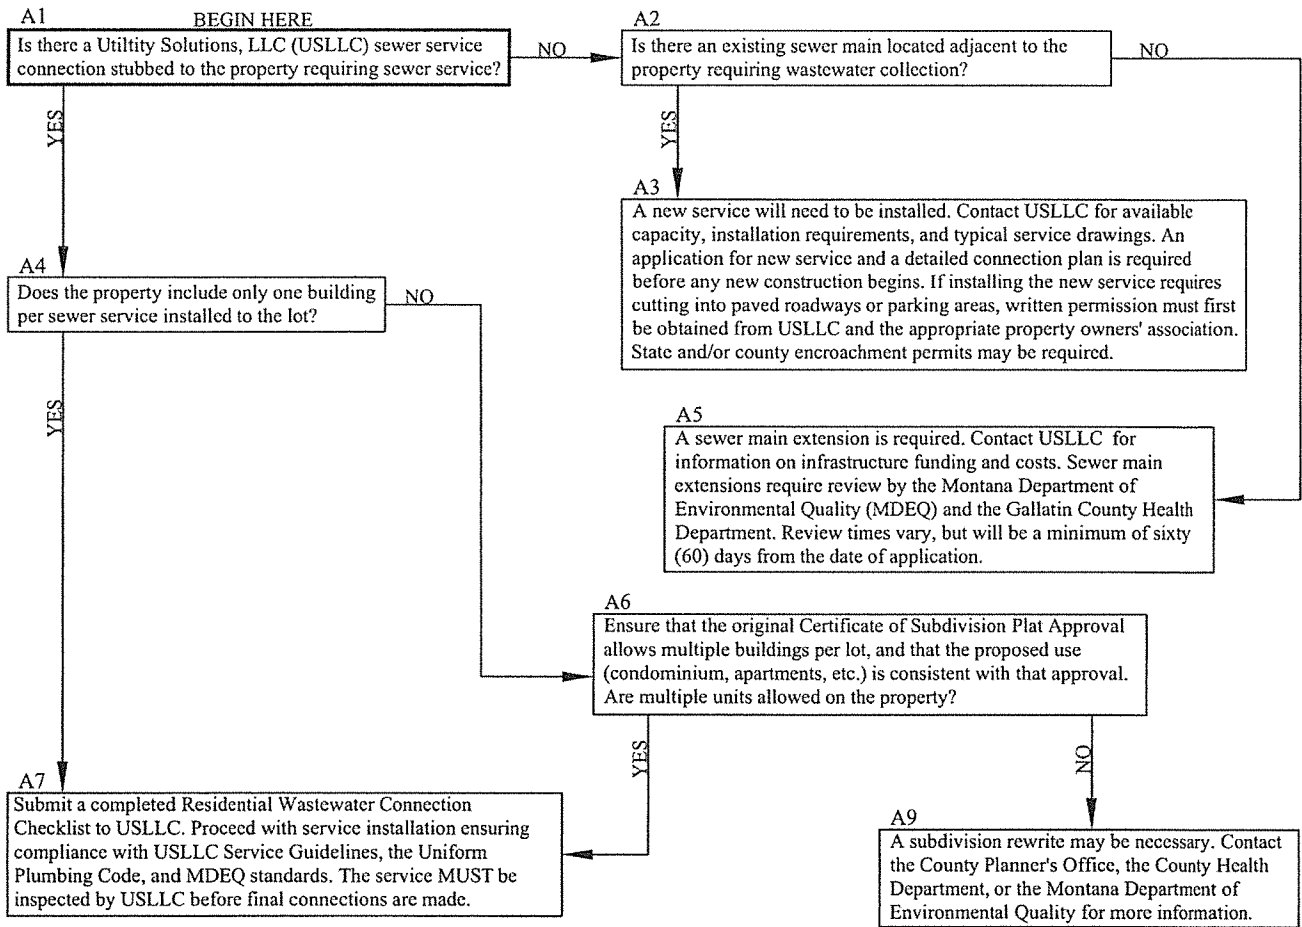 A1
BEGIN HERE
Is there a Utiltity Solutions, LLC (USLLC) sewer service
connection stubbed to the property requiring sewer service?
NO
A2
Is there an existing sewer main located adjacent to the
property requiring wastewater collection?
NO
YES
YES
A3
A new service will need to be installed. Contact USLLC for available
capacity, installation requirements, and typical service drawings. An
application for new service and a detailed connection plan is required
before any new construction begins. If installing the new service requires
cutting into paved roadways or parking areas, written permission must first
be obtained from USLLC and the appropriate property owners' association.
State and/or county encroachment permits may be required.
A4
Does the property include only one building
per sewer service installed to the lot?
NO
YES
A5
A sewer main extension is required. Contact USLLC for
information on infrastructure funding and costs. Sewer main
extensions require review by the Montana Department of
Environmental Quality (MDEQ) and the Gallatin County Health
Department. Review times vary, but will be a minimum of sixty
(60) days from the date of application.
A6
Ensure that the original Certificate of Subdivision Plat Approval
allows multiple buildings per lot, and that the proposed use
(condominium, apartments, etc.) is consistent with that approval.
Are multiple units allowed on the property?
YES
NO
A7
Submit a completed Residential Wastewater Connection
Checklist to USLLC. Proceed with service installation ensuring
compliance with USLLC Service Guidelines, the Uniform
Plumbing Code, and MDEQ standards. The service MUST be
inspected by USLLC before final connections are made.
A9
A subdivision rewrite may be necessary. Contact
the County Planner's Office, the County Health
Department, or the Montana Department of
Environmental Quality for more information.